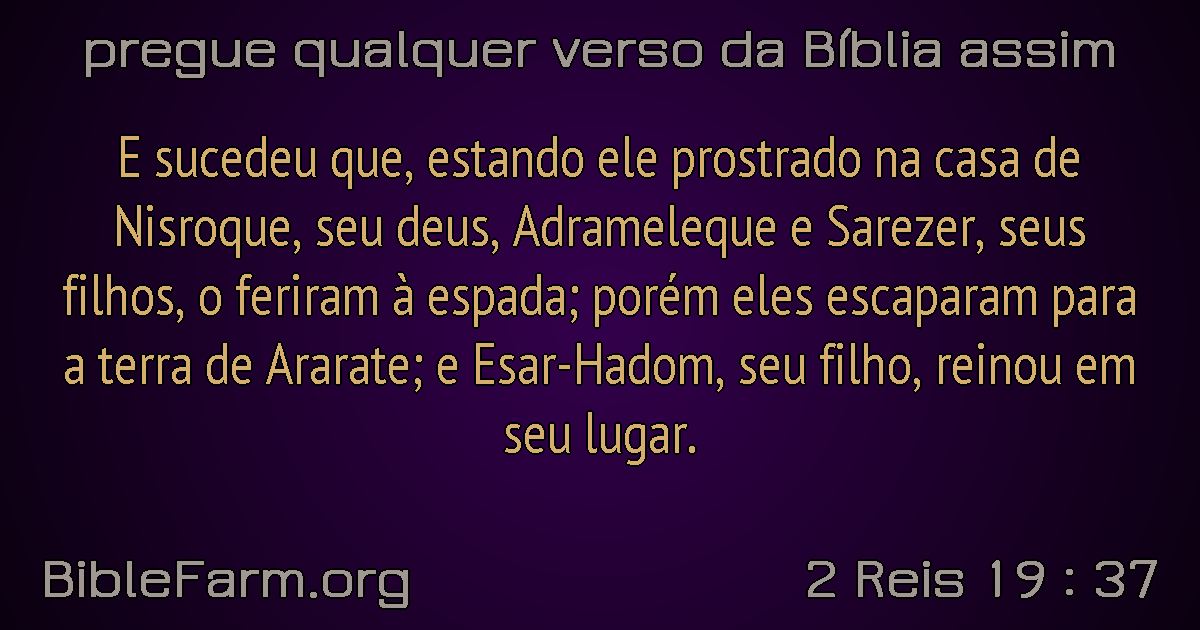 pregue qualquer verso da Bíblia assim
E sucedeu que, estando ele prostrado na casa de
Nisroque, seu deus, Adrameleque e Sarezer, seus
filhos, o feriram à espada; porém eles escaparam para
a terra de Ararate; e Esar-Hadom, seu filho, reinou em
seu lugar.
BibleFarm.org
2 Reis 19 : 37